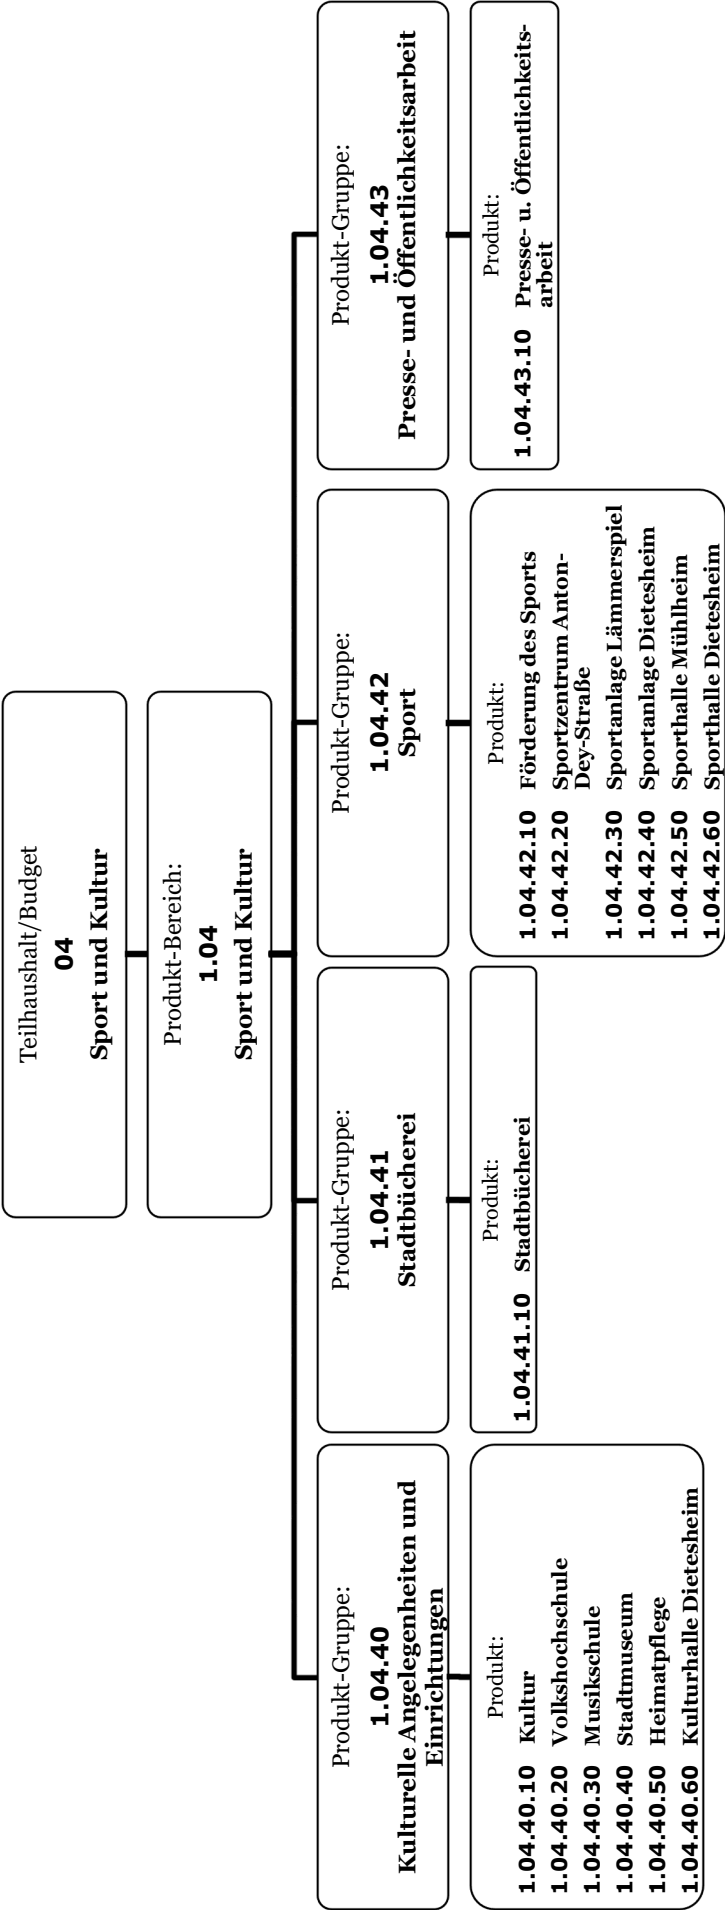 Teilhaushalt/Budget
04
Sport und Kultur
Produkt-Bereich:
1.04
Sport und Kultur
Produkt-Gruppe:
1.04.40
Kulturelle Angelegenheiten und
Einrichtungen
Produkt-Gruppe:
1.04.41
Stadtbücherei
Produkt-Gruppe:
1.04.42
Sport
Produkt-Gruppe:
1.04.43
Presse- und Öffentlichkeitsarbeit
Produkt:
1.04.40.10 Kultur
1.04.40.20 Volkshochschule
1.04.40.30 Musikschule
1.04.40.40 Stadtmuseum
1.04.40.50 Heimatpflege
1.04.40.60 Kulturhalle Dietesheim
Produkt:
1.04.41.10 Stadtbücherei
Produkt:
1.04.42.10 Förderung des Sports
1.04.42.20 Sportzentrum Anton-
Dey-Straße
1.04.42.30 Sportanlage Lämmerspiel
1.04.42.40 Sportanlage Dietesheim
1.04.42.50 Sporthalle Mühlheim
1.04.42.60 Sporthalle Dietesheim
Produkt:
1.04.43.10 Presse- u. Öffentlichkeits-
arbeit